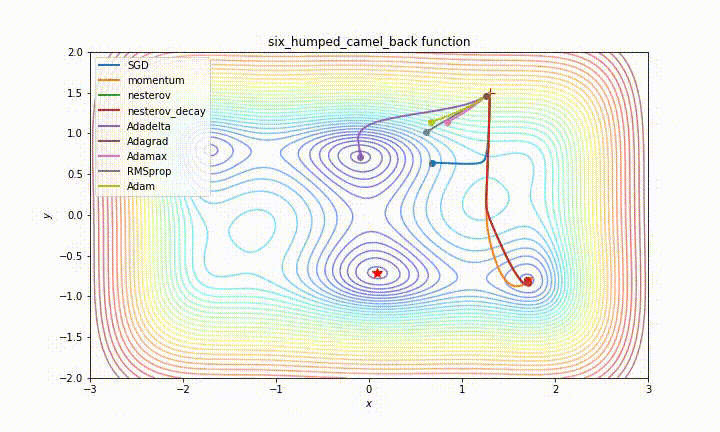 six_humped_camel_back function
SGD
momentum
nesterov
nesterov_decay
Adadelta
Adagrad
Adamax
RMSprop
Adam
2.0
1.5
1.0
0.5
0.0
−0.5
−1.0
−1.5
−2.0
y
−3 −2 −1 0 1 2 3
x